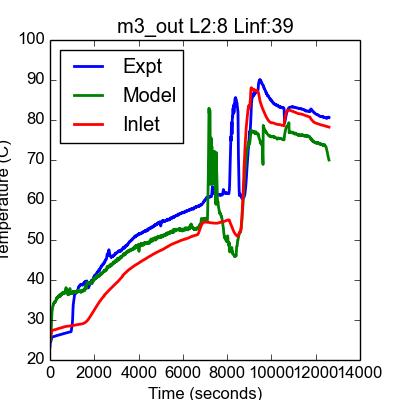 m3_out L2:8 Linf:39
Expt
Model
Inlet
100
90
80
70
60
50
40
30
20
Temperature (C)
0 2000 4000 6000 8000 10000 12000 14000
Time (seconds)